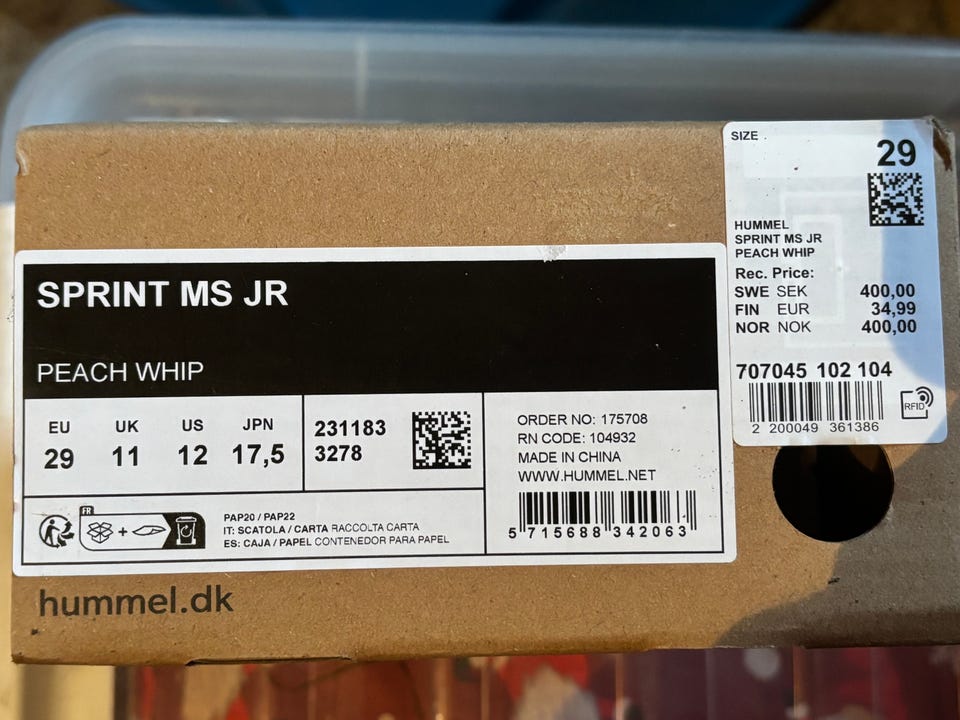 SPRINT MS JR
PEACH WHIP
EU UK US JPN
29 11 12 17,5
231183
3278
ORDER NO: 175708
RN CODE: 104932
MADE IN CHINA
WWW.HUMMEL.NET
5 715688 342063
FR
PAP20 / PAP22
IT: SCATOLA / CARTA RACCOLTA CARTA
ES: CAJA / PAPEL CONTENEDOR PARA PAPEL
hummel.dk
SIZE
29
HUMMEL
SPRINT MS JR
PEACH WHIP
Rec. Price:
SWE SEK 400,00
FIN EUR 34,99
NOR NOK 400,00
707045 102 104
2 200049 361386
RFID